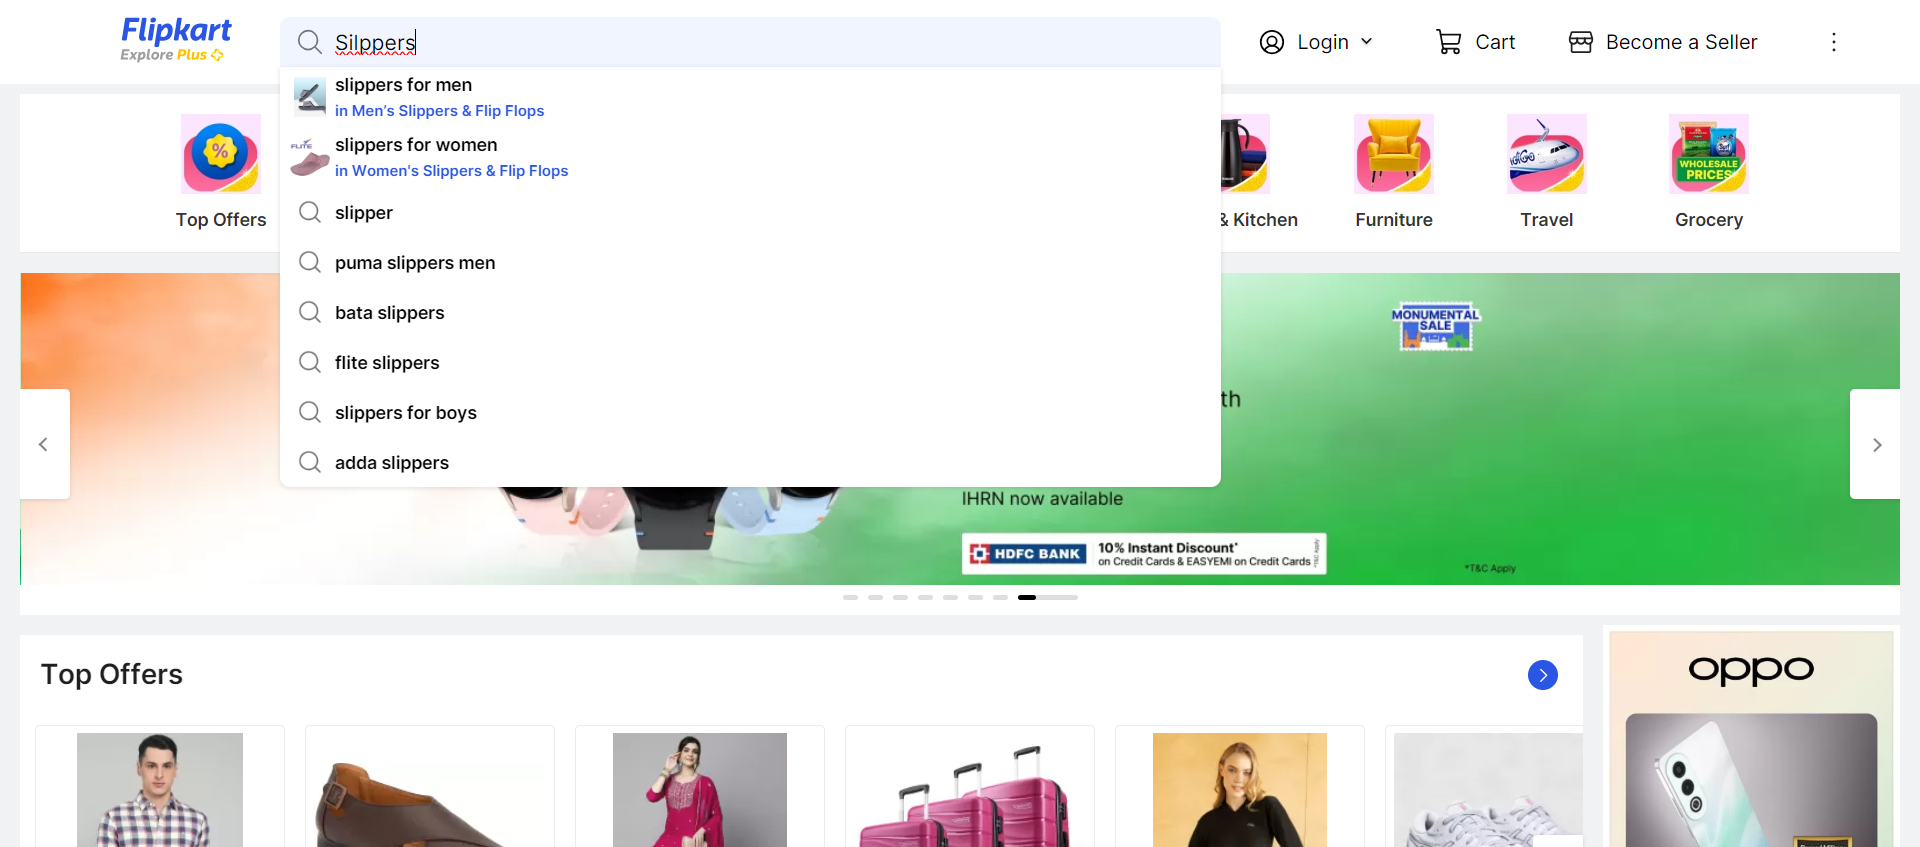 Flipkart
Explore Plus
Silppers
Login
Cart
Become a Seller
slippers for men
in Men’s Slippers & Flip Flops
FLITE
slippers for women
in Women's Slippers & Flip Flops
slipper
puma slippers men
bata slippers
flite slippers
slippers for boys
adda slippers
%
Top Offers
& Kitchen
Furniture
IndiGo
Travel
WHOLESALE
PRICES
Grocery
MONUMENTAL
SALE
th
IHRN now available
HDFC BANK
10% Instant Discount*
on Credit Cards & EASYEMI on Credit Cards
*T&C Apply
*T&C Apply
Top Offers
oppo